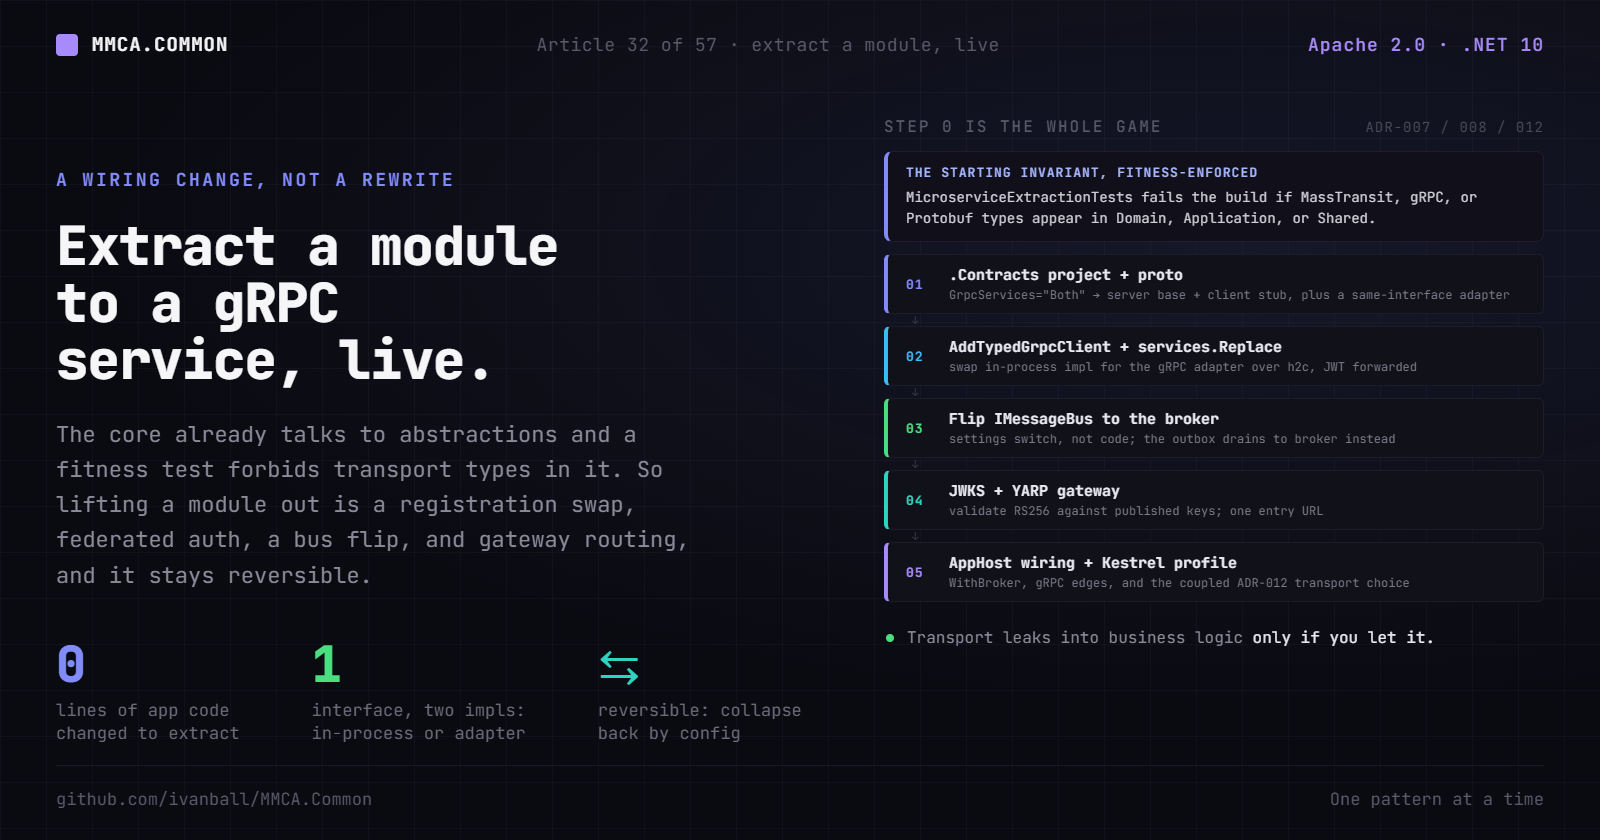 MMCA.COMMON
Article 32 of 57 · extract a module, live
Apache 2.0 · .NET 10
A WIRING CHANGE, NOT A REWRITE
Extract a module
to a gRPC
service, live.
The core already talks to abstractions and a
fitness test forbids transport types in it. So
lifting a module out is a registration swap,
federated auth, a bus flip, and gateway routing,
and it stays reversible.
0
lines of app code
changed to extract
1
interface, two impls:
in-process or adapter
⇆
reversible: collapse
back by config
STEP 0 IS THE WHOLE GAME
ADR-007 / 008 / 012
THE STARTING INVARIANT, FITNESS-ENFORCED
MicroserviceExtractionTests fails the build if MassTransit, gRPC, or
Protobuf types appear in Domain, Application, or Shared.
01
.Contracts project + proto
GrpcServices="Both" → server base + client stub, plus a same-interface adapter
↓
02
AddTypedGrpcClient + services.Replace
swap in-process impl for the gRPC adapter over h2c, JWT forwarded
↓
03
Flip IMessageBus to the broker
settings switch, not code; the outbox drains to broker instead
↓
04
JWKS + YARP gateway
validate RS256 against published keys; one entry URL
↓
05
AppHost wiring + Kestrel profile
WithBroker, gRPC edges, and the coupled ADR-012 transport choice
Transport leaks into business logic only if you let it.
github.com/ivanball/MMCA.Common
One pattern at a time